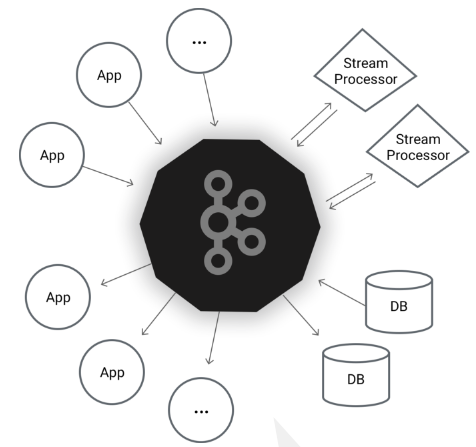 ...
App
App
Stream
Processor
Stream
Processor
App
App
...
DB
DB